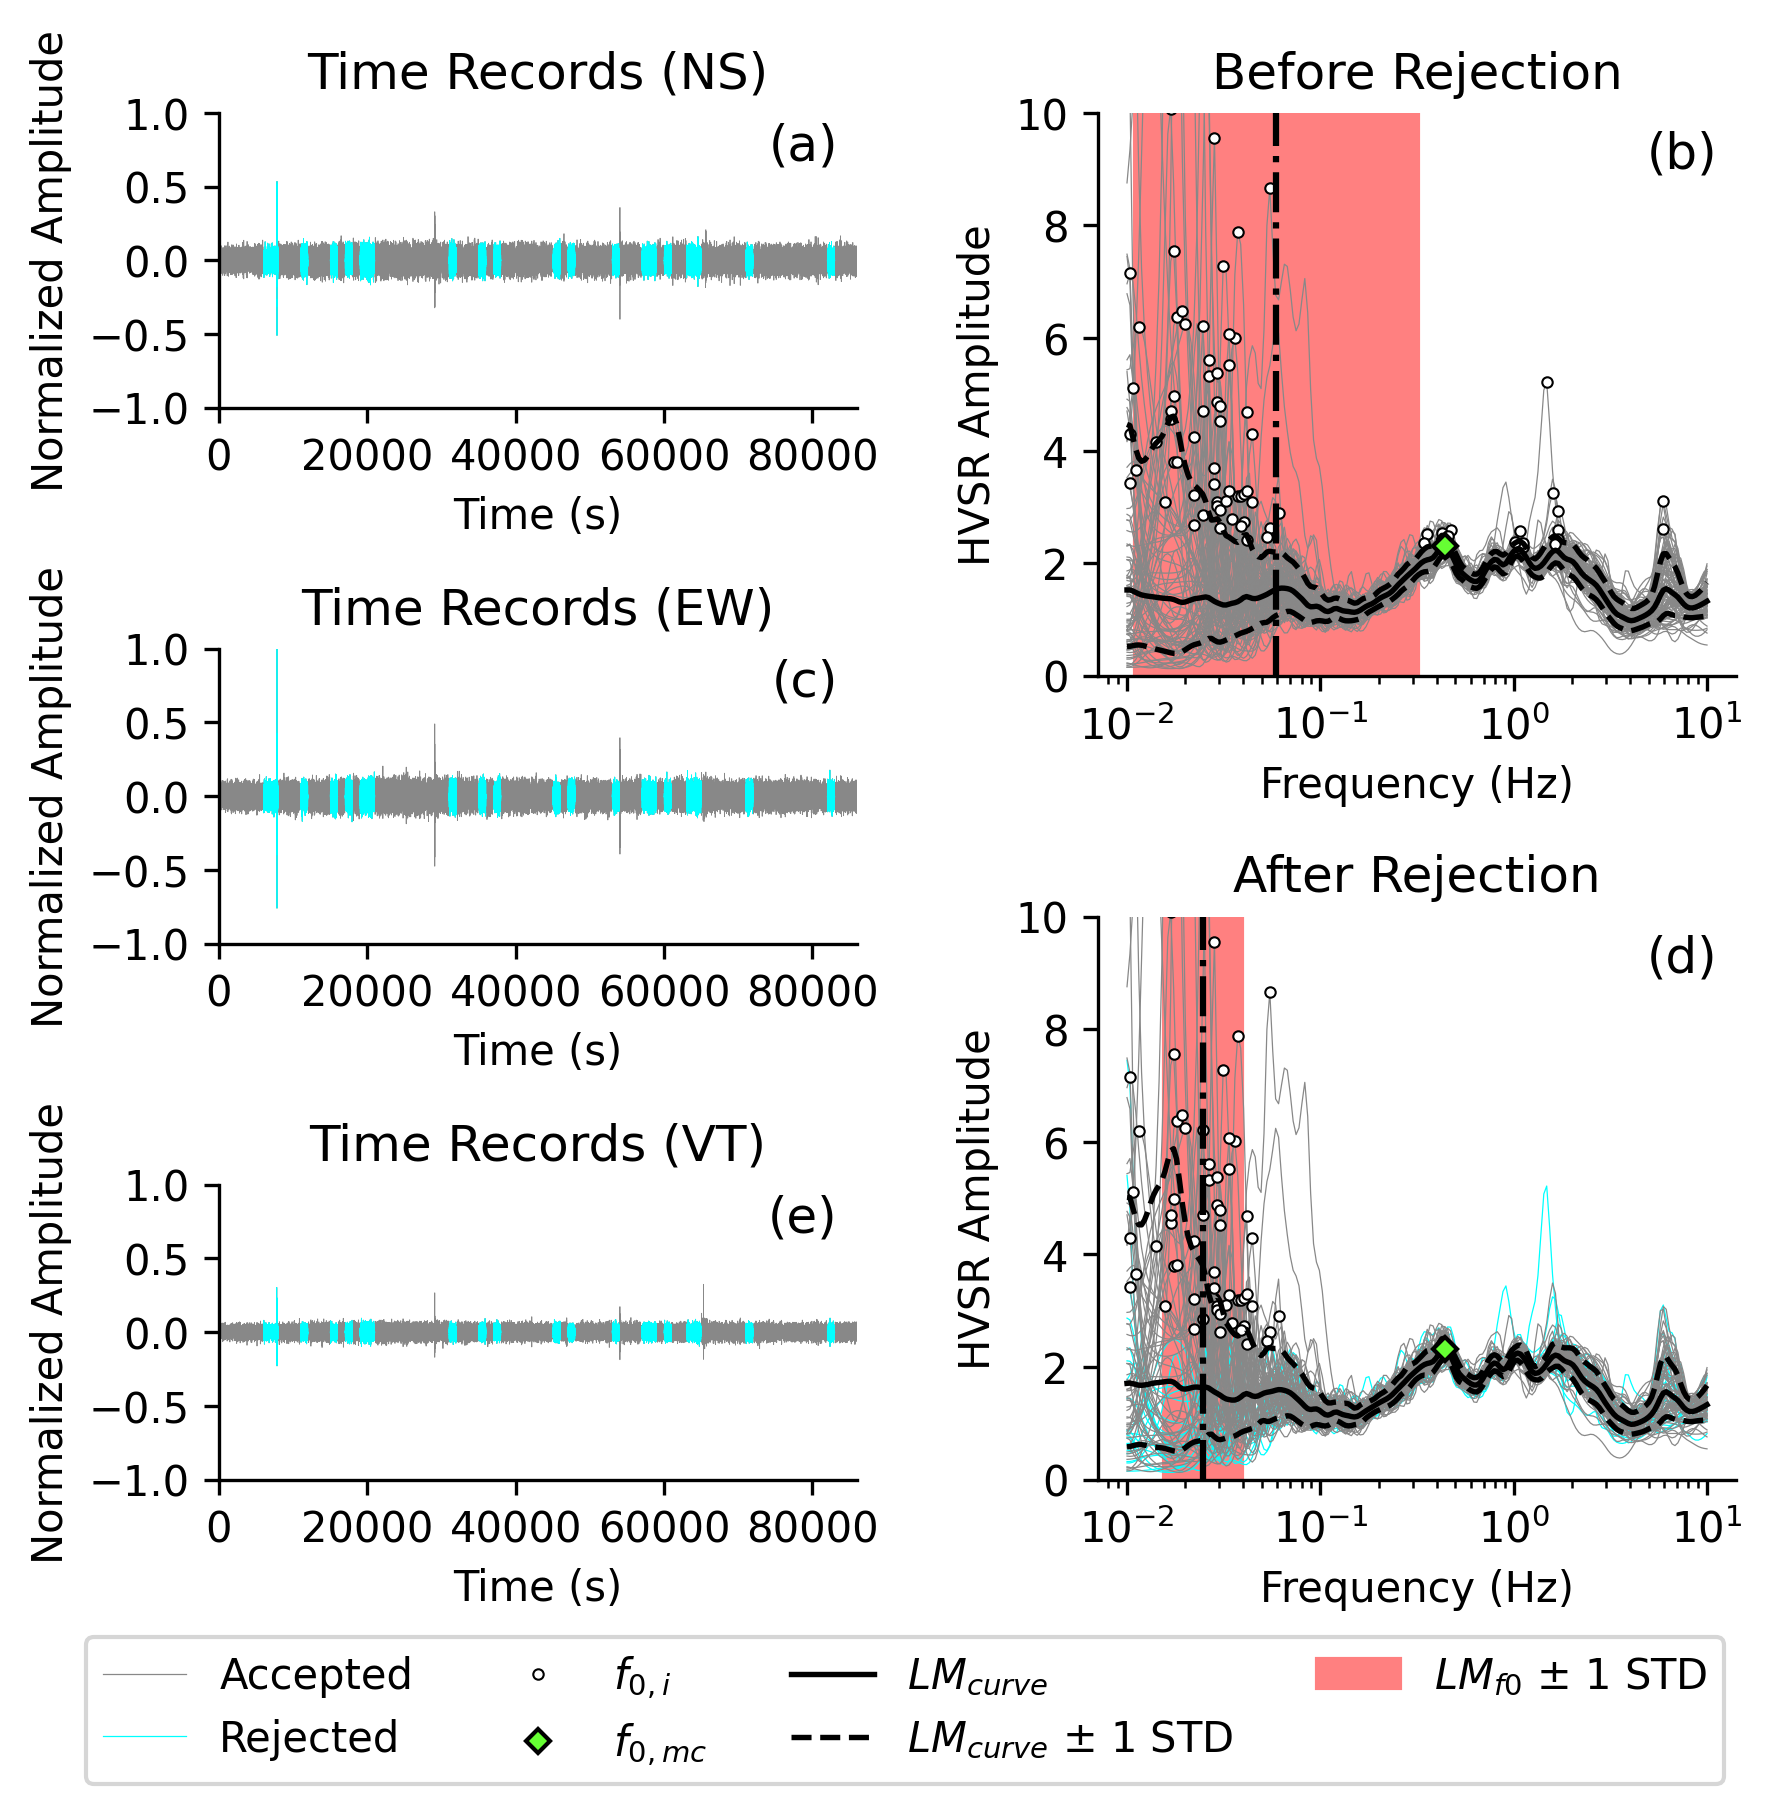 Time Records (NS)
Normalized Amplitude
1.0
0.5
0.0
−0.5
−1.0
(a)
0 20000 40000 60000 80000
Time (s)
Before Rejection
HVSR Amplitude
10
8
6
4
2
0
(b)
10⁻² 10⁻¹ 10⁰ 10¹
Frequency (Hz)
Time Records (EW)
Normalized Amplitude
1.0
0.5
0.0
−0.5
−1.0
(c)
0 20000 40000 60000 80000
Time (s)
After Rejection
HVSR Amplitude
10
8
6
4
2
0
(d)
10⁻² 10⁻¹ 10⁰ 10¹
Frequency (Hz)
Time Records (VT)
Normalized Amplitude
1.0
0.5
0.0
−0.5
−1.0
(e)
0 20000 40000 60000 80000
Time (s)
Accepted
Rejected
f0,i
f0,mc
LMcurve
LMcurve ± 1 STD
LMf0 ± 1 STD